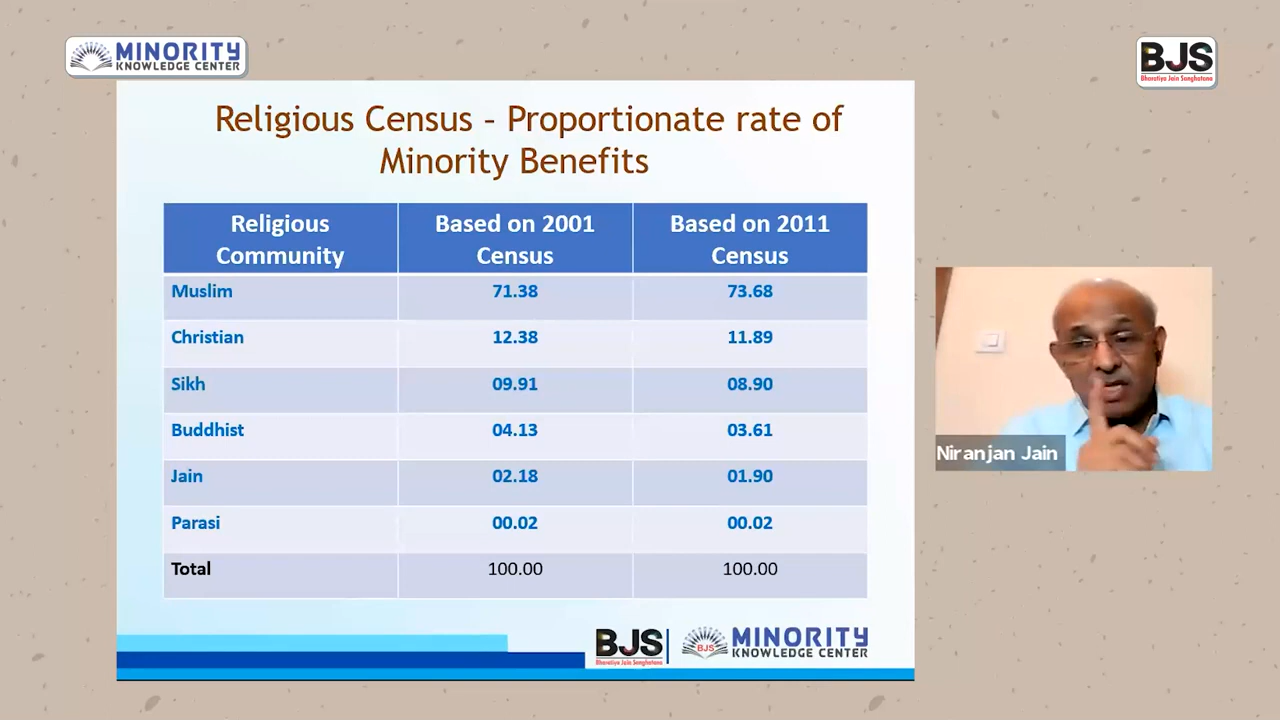 MINORITY
KNOWLEDGE CENTER
BJS
Bharatiya Jain Sanghatana
Religious Census – Proportionate rate of
Minority Benefits
Religious Community Based on 2001 Census Based on 2011 Census
Muslim 71.38 73.68
Christian 12.38 11.89
Sikh 09.91 08.90
Buddhist 04.13 03.61
Jain 02.18 01.90
Parasi 00.02 00.02
Total 100.00 100.00
Niranjan Jain
BJS
Bharatiya Jain Sanghatana
BJS
MINORITY
KNOWLEDGE CENTER